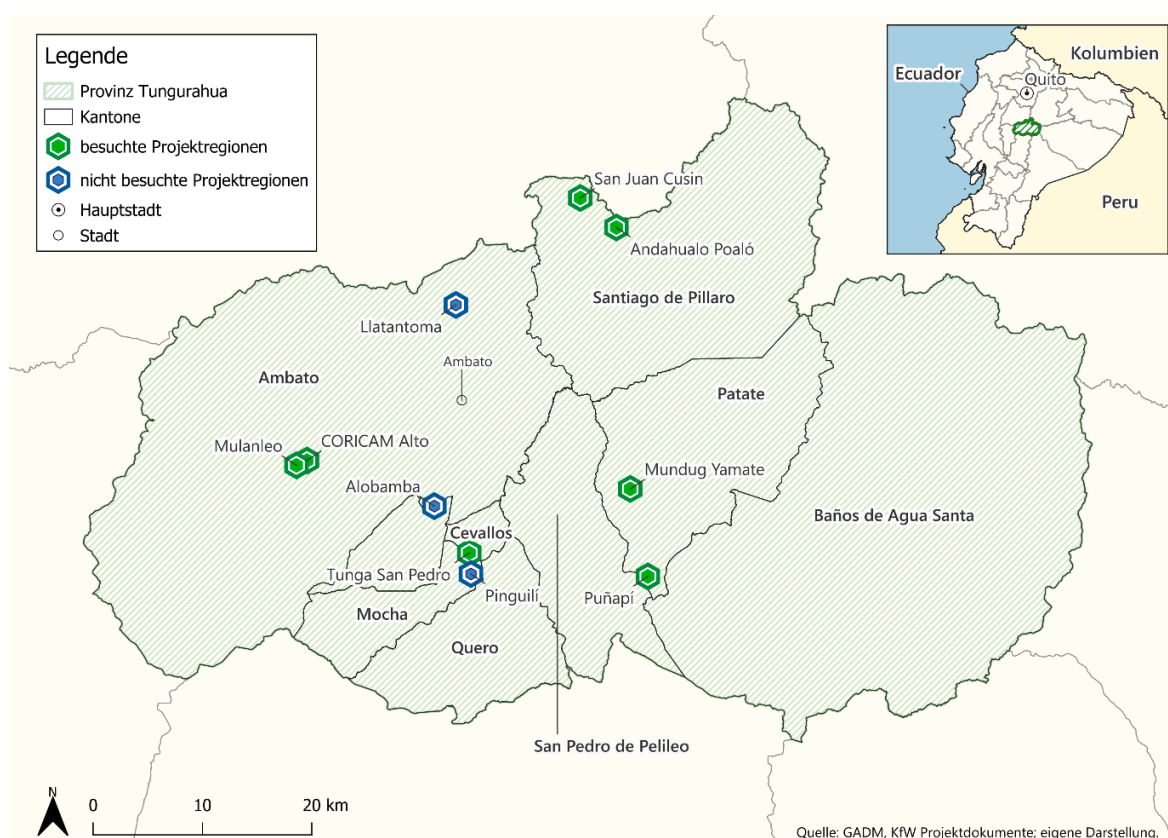 Legende
Provinz Tungurahua
Kantone
besuchte Projektregionen
nicht besuchte Projektregionen
Hauptstadt
Stadt
Kolumbien
Ecuador
Quito
Peru
San Juan Cusin
Andahualo Poaló
Santiago de Pillaro
Llatantoma
Ambato
Ambato
Patate
Mulanleo
CORICAM Alto
Mundug Yamate
Alobamba
Baños de Agua Santa
Cevallos
Tunga San Pedro
Pinguilí
Puñapí
Mocha
Quero
San Pedro de Pelileo
N
0 10 20 km
Quelle: GADM, KfW Projektdokumente; eigene Darstellung.